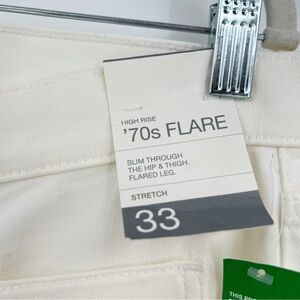 HIGH RISE
'70s FLARE
SLIM THROUGH
THE HIP & THIGH.
FLARED LEG.
STRETCH
33
THIS